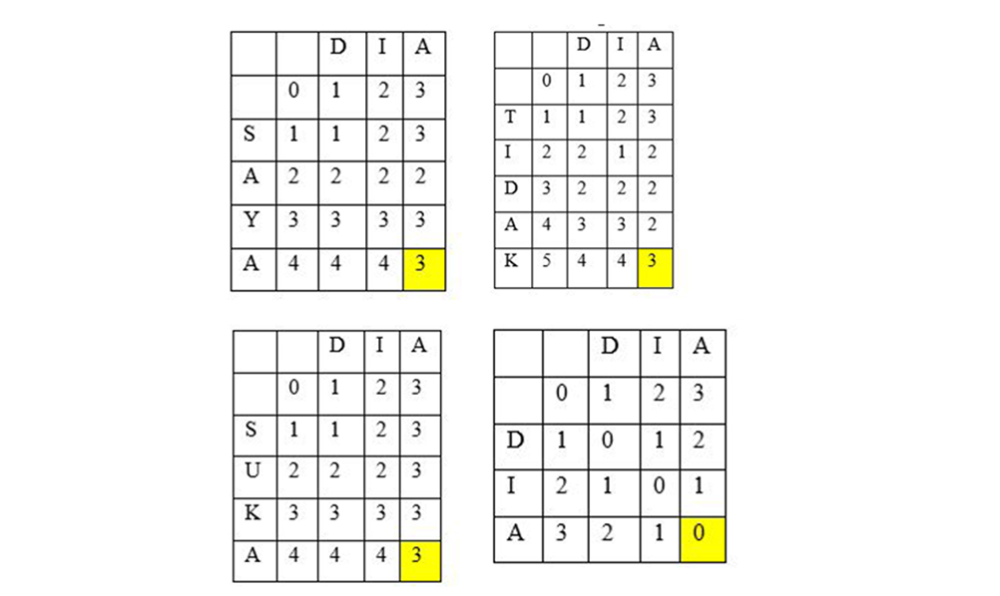 D I A
0 1 2 3
S 1 1 2 3
A 2 2 2 2
Y 3 3 3 3
A 4 4 4 3
D I A
0 1 2 3
T 1 1 2 3
I 2 2 1 2
D 3 2 2 2
A 4 3 3 2
K 5 4 4 3
D I A
0 1 2 3
S 1 1 2 3
U 2 2 2 3
K 3 3 3 3
A 4 4 4 3
D I A
0 1 2 3
D 1 0 1 2
I 2 1 0 1
A 3 2 1 0